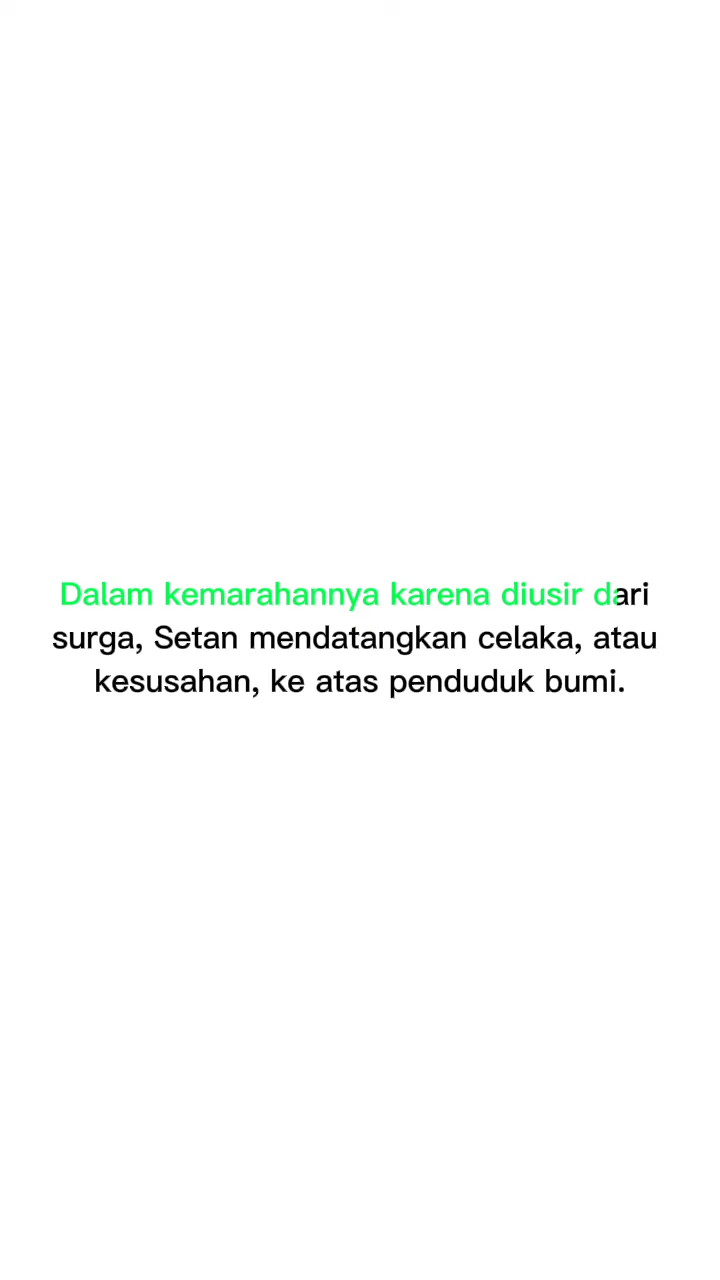 Dalam kemarahannya karena diusir dari
surga, Setan mendatangkan celaka, atau
kesusahan, ke atas penduduk bumi.